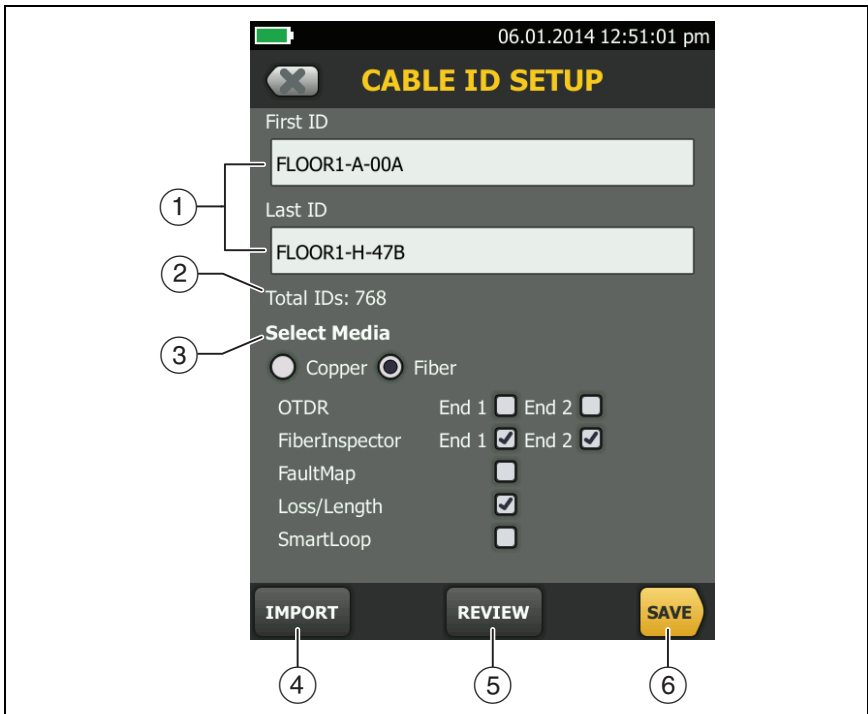 06.01.2014 12:51:01 pm
CABLE ID SETUP
First ID
FLOOR1-A-00A
1
Last ID
FLOOR1-H-47B
2
Total IDs: 768
Select Media
3
Copper Fiber
OTDR End 1 End 2
FiberInspector End 1 End 2
FaultMap
Loss/Length
SmartLoop
IMPORT REVIEW SAVE
4 5 6